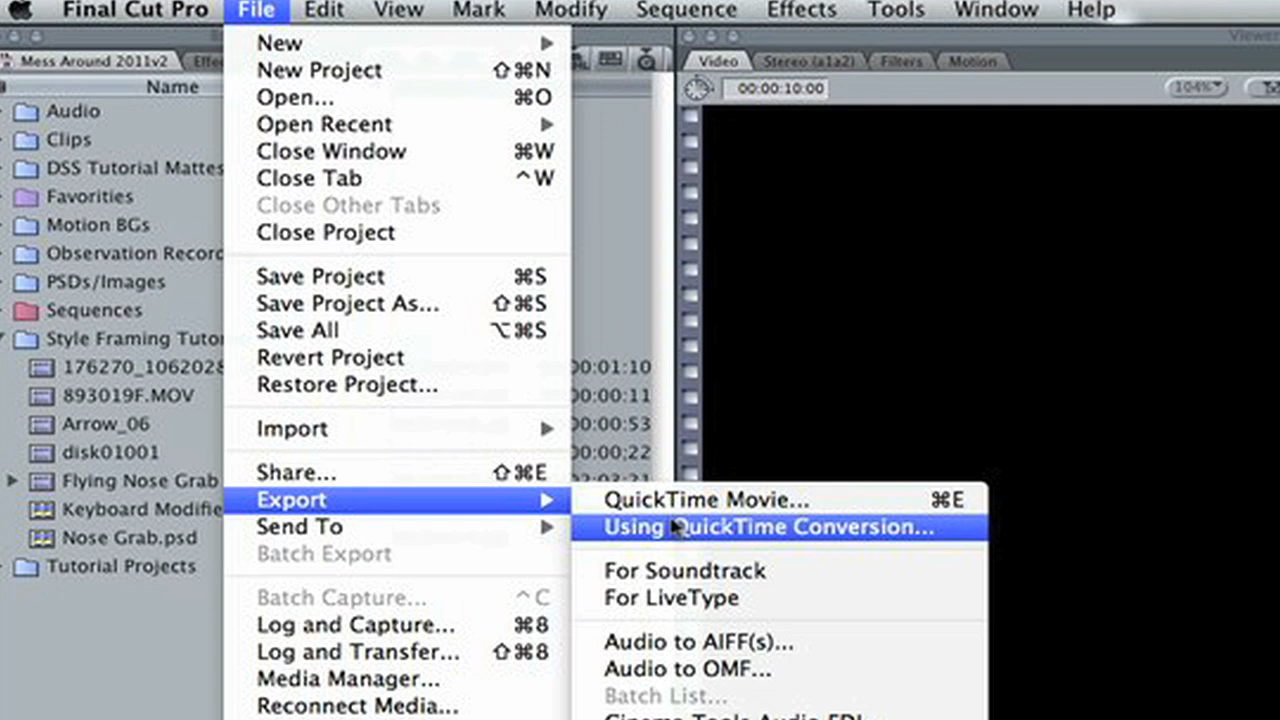 Final Cut Pro File Edit View Mark Modify Sequence Effects Tools Window Help
Mess Around 2011v2
Name
Audio
Clips
DSS Tutorial Mattes
Favorities
Motion BGs
Observation Record
PSDs/Images
Sequences
Style Framing Tutor
176270_1062028
893019F.MOV
Arrow_06
disk01001
Flying Nose Grab
Keyboard Modifie
Nose Grab.psd
Tutorial Projects
New
New Project ⇧⌘N
Open... ⌘O
Open Recent
Close Window ⌘W
Close Tab ^W
Close Other Tabs
Close Project
Save Project ⌘S
Save Project As... ⇧⌘S
Save All ⌥⌘S
Revert Project
Restore Project...
Import
Share... ⇧⌘E
Export
Send To
Batch Export
Batch Capture... ^C
Log and Capture... ⌘8
Log and Transfer... ⇧⌘8
Media Manager...
Reconnect Media...
00:01:10
00:00:11
00:00:53
00:00;22
QuickTime Movie... ⌘E
Using QuickTime Conversion...
For Soundtrack
For LiveType
Audio to AIFF(s)...
Audio to OMF...
Batch List...
Viewer
Video Stereo (a1a2) Filters Motion
00:00:10:00 104%